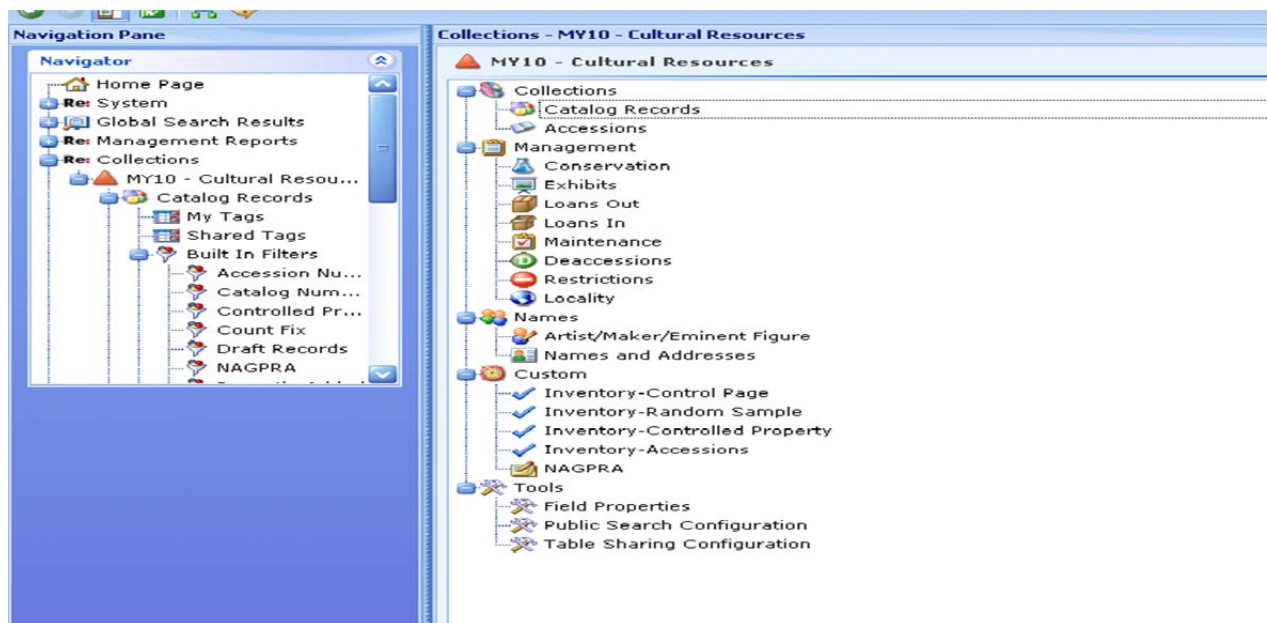 Navigation Pane
Navigator
Home Page
Re: System
Global Search Results
Re: Management Reports
Re: Collections
MY10 - Cultural Resou...
Catalog Records
My Tags
Shared Tags
Built In Filters
Accession Nu...
Catalog Num...
Controlled Pr...
Count Fix
Draft Records
NAGPRA
Collections - MY10 - Cultural Resources
MY10 - Cultural Resources
Collections
Catalog Records
Accessions
Management
Conservation
Exhibits
Loans Out
Loans In
Maintenance
Deaccessions
Restrictions
Locality
Names
Artist/Maker/Eminent Figure
Names and Addresses
Custom
Inventory-Control Page
Inventory-Random Sample
Inventory-Controlled Property
Inventory-Accessions
NAGPRA
Tools
Field Properties
Public Search Configuration
Table Sharing Configuration